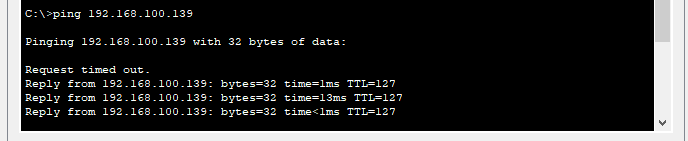 C:\>ping 192.168.100.139
Pinging 192.168.100.139 with 32 bytes of data:
Request timed out.
Reply from 192.168.100.139: bytes=32 time=1ms TTL=127
Reply from 192.168.100.139: bytes=32 time=13ms TTL=127
Reply from 192.168.100.139: bytes=32 time<1ms TTL=127